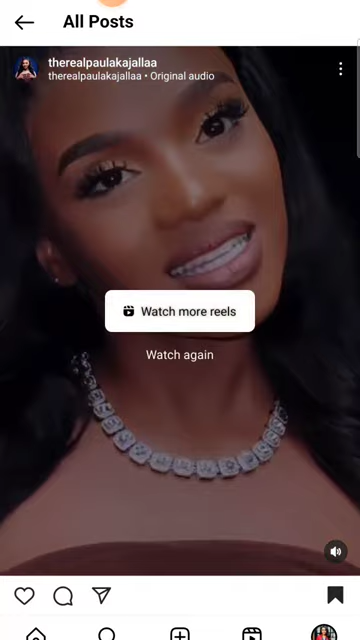 All Posts
therealpaulakajallaa
therealpaulakajallaa • Original audio
Watch more reels
Watch again